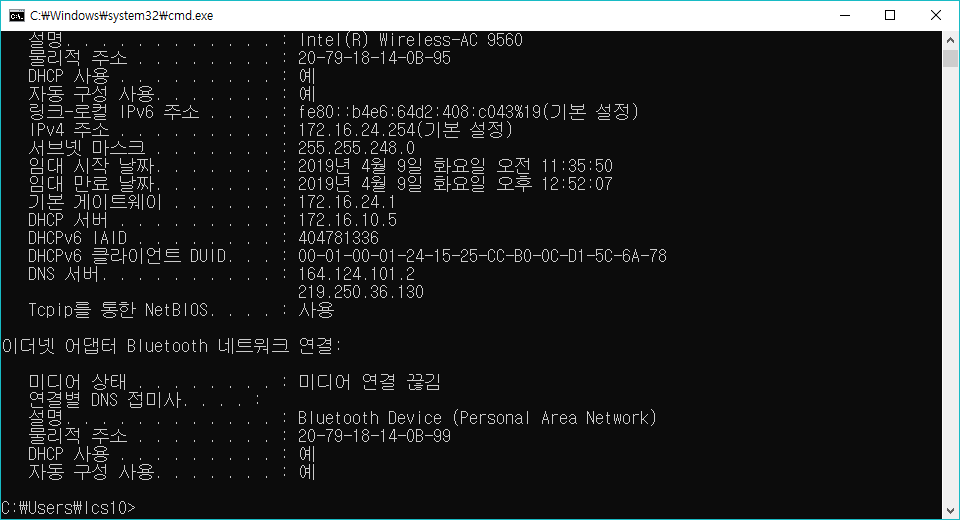 C:₩Windows₩system32₩cmd.exe
설명. . . . . . . . . . . . : Intel(R) Wireless-AC 9560
물리적 주소 . . . . . . . . : 20-79-18-14-0B-95
DHCP 사용 . . . . . . . . . : 예
자동 구성 사용. . . . . . . : 예
링크-로컬 IPv6 주소 . . . . : fe80::b4e6:64d2:408:c043%19(기본 설정)
IPv4 주소 . . . . . . . . . : 172.16.24.254(기본 설정)
서브넷 마스크 . . . . . . . : 255.255.248.0
임대 시작 날짜. . . . . . . : 2019년 4월 9일 화요일 오전 11:35:50
임대 만료 날짜. . . . . . . : 2019년 4월 9일 화요일 오후 12:52:07
기본 게이트웨이 . . . . . . : 172.16.24.1
DHCP 서버 . . . . . . . . . : 172.16.10.5
DHCPv6 IAID . . . . . . . . : 404781336
DHCPv6 클라이언트 DUID. . . : 00-01-00-01-24-15-25-CC-B0-0C-D1-5C-6A-78
DNS 서버. . . . . . . . . . : 164.124.101.2
219.250.36.130
Tcpip를 통한 NetBIOS. . . . : 사용
이더넷 어댑터 Bluetooth 네트워크 연결:
미디어 상태 . . . . . . . . : 미디어 연결 끊김
연결별 DNS 접미사. . . . :
설명. . . . . . . . . . . . : Bluetooth Device (Personal Area Network)
물리적 주소 . . . . . . . . : 20-79-18-14-0B-99
DHCP 사용 . . . . . . . . . : 예
자동 구성 사용. . . . . . . : 예
C:₩Users₩lcs10>